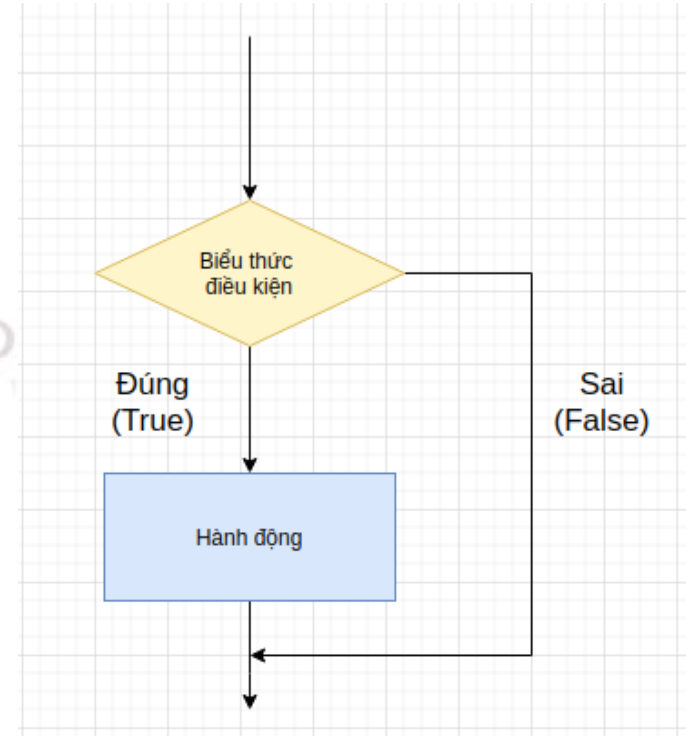 Biểu thức
điều kiện
Đúng
(True)
Sai
(False)
Hành động